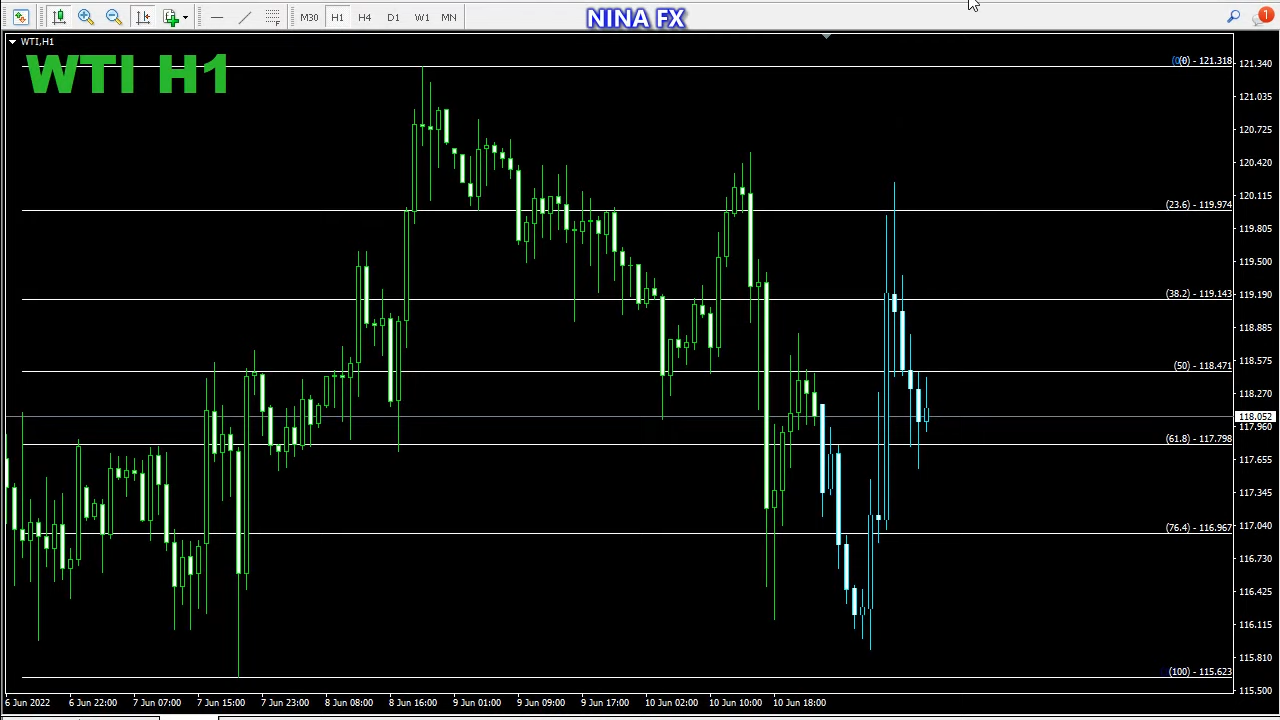 M30 H1 H4 D1 W1 MN
NINA FX
1
WTI,H1
WTI H1
(0) - 121.318
(23.6) - 119.974
(38.2) - 119.143
(50) - 118.471
(61.8) - 117.798
(76.4) - 116.967
(100) - 115.623
121.340
121.035
120.725
120.420
120.115
119.805
119.500
119.190
118.885
118.575
118.270
118.052
117.960
117.655
117.345
117.040
116.730
116.425
116.115
115.810
115.500
6 Jun 2022 6 Jun 22:00 7 Jun 07:00 7 Jun 15:00 7 Jun 23:00 8 Jun 08:00 8 Jun 16:00 9 Jun 01:00 9 Jun 09:00 9 Jun 17:00 10 Jun 02:00 10 Jun 10:00 10 Jun 18:00